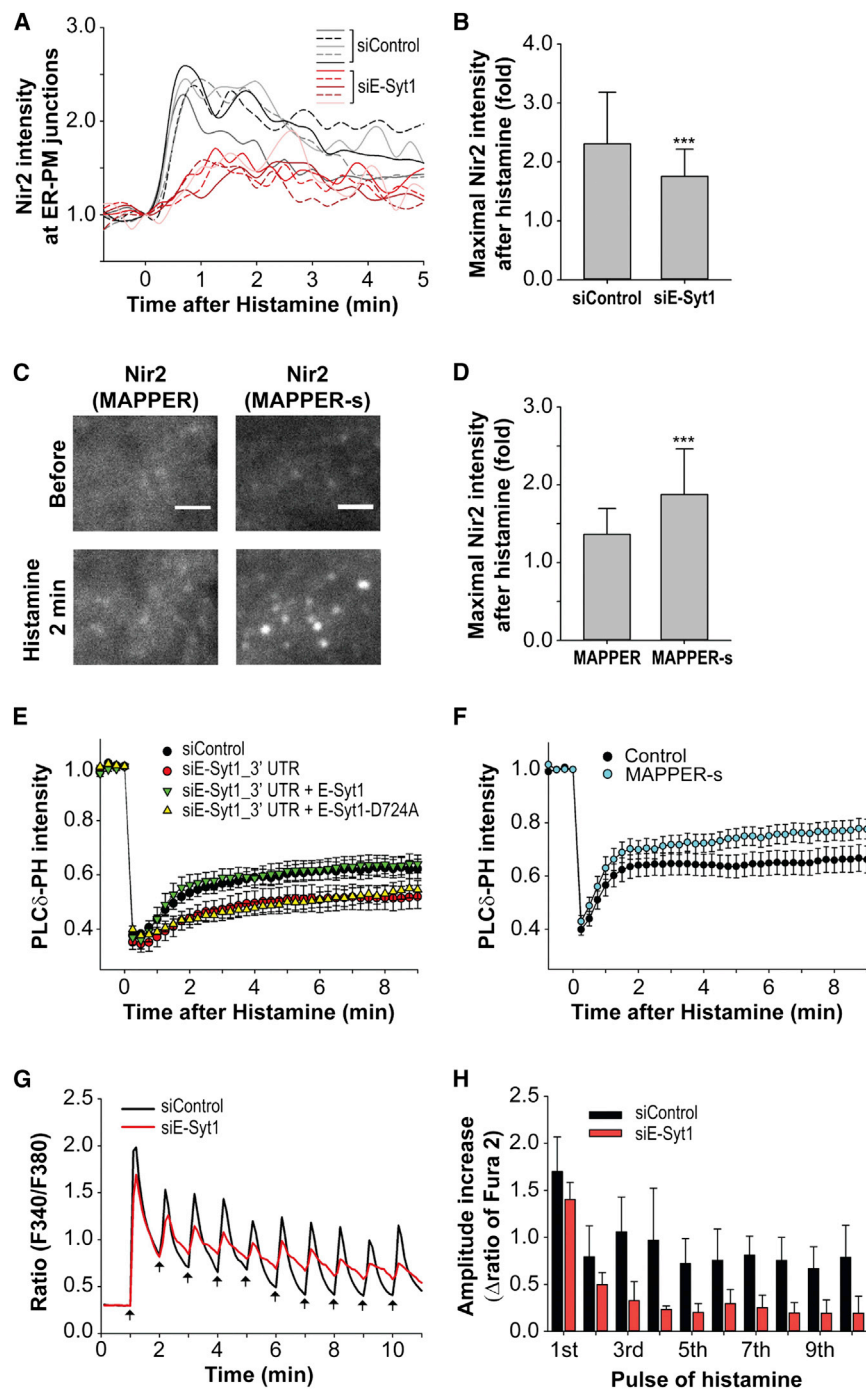 A
Nir2 intensity
at ER-PM junctions
3.0
2.5
2.0
1.5
1.0
siControl
siE-Syt1
0 1 2 3 4 5
Time after Histamine (min)
B
Maximal Nir2 intensity
after histamine (fold)
4.0
3.0
2.0
1.0
0.0
***
siControl siE-Syt1
C
Nir2
(MAPPER)
Nir2
(MAPPER-s)
Before
Histamine
2 min
D
Maximal Nir2 intensity
after histamine (fold)
3.0
2.0
1.0
0.0
***
MAPPER MAPPER-s
E
PLCδ-PH intensity
1.0
0.8
0.6
0.4
siControl
siE-Syt1_3' UTR
siE-Syt1_3' UTR + E-Syt1
siE-Syt1_3' UTR + E-Syt1-D724A
0 2 4 6 8
Time after Histamine (min)
F
PLCδ-PH intensity
1.0
0.8
0.6
0.4
Control
MAPPER-s
0 2 4 6 8
Time after Histamine (min)
G
Ratio (F340/F380)
2.5
2.0
1.5
1.0
0.5
0.0
siControl
siE-Syt1
0 2 4 6 8 10
Time (min)
H
Amplitude increase
(Δratio of Fura 2)
2.5
2.0
1.5
1.0
0.5
0.0
siControl
siE-Syt1
1st 3rd 5th 7th 9th
Pulse of histamine